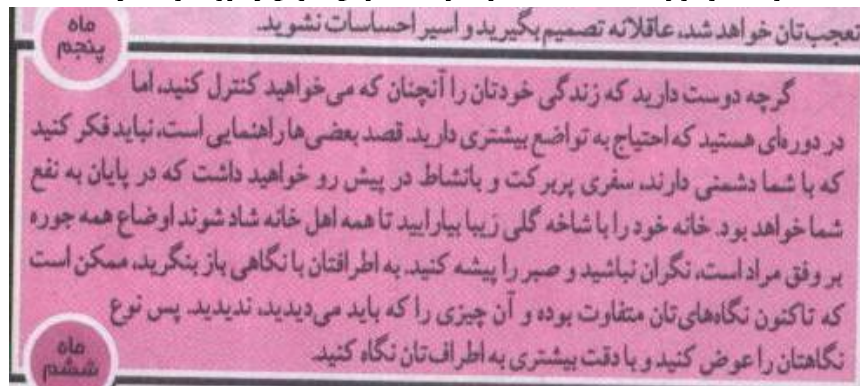 تعجب‌تان خواهد شد، عاقلانه تصمیم بگیرید و اسیر احساسات نشوید.
ماه
پنجم
گرچه دوست دارید که زندگی خودتان را آنچنان که می‌خواهید کنترل کنید، اما
در دوره‌ای هستید که احتیاج به تواضع بیشتری دارید. قصد بعضی‌ها راهنمایی است، نباید فکر کنید
که با شما دشمنی دارند، سفری پربرکت و بانشاط در پیش رو خواهید داشت که در پایان به نفع
شما خواهد بود. خانه خود را با شاخه گلی زیبا بیارایید تا همه اهل خانه شاد شوند اوضاع همه جوره
بر وفق مراد است، نگران نباشید و صبر را پیشه کنید. به اطرافتان با نگاهی باز بنگرید، ممکن است
که تاکنون نگاه‌های‌تان متفاوت بوده و آن چیزی را که باید می‌دیدید، ندیدید. پس نوع
نگاهتان را عوض کنید و با دقت بیشتری به اطراف‌تان نگاه کنید.
ماه
ششم